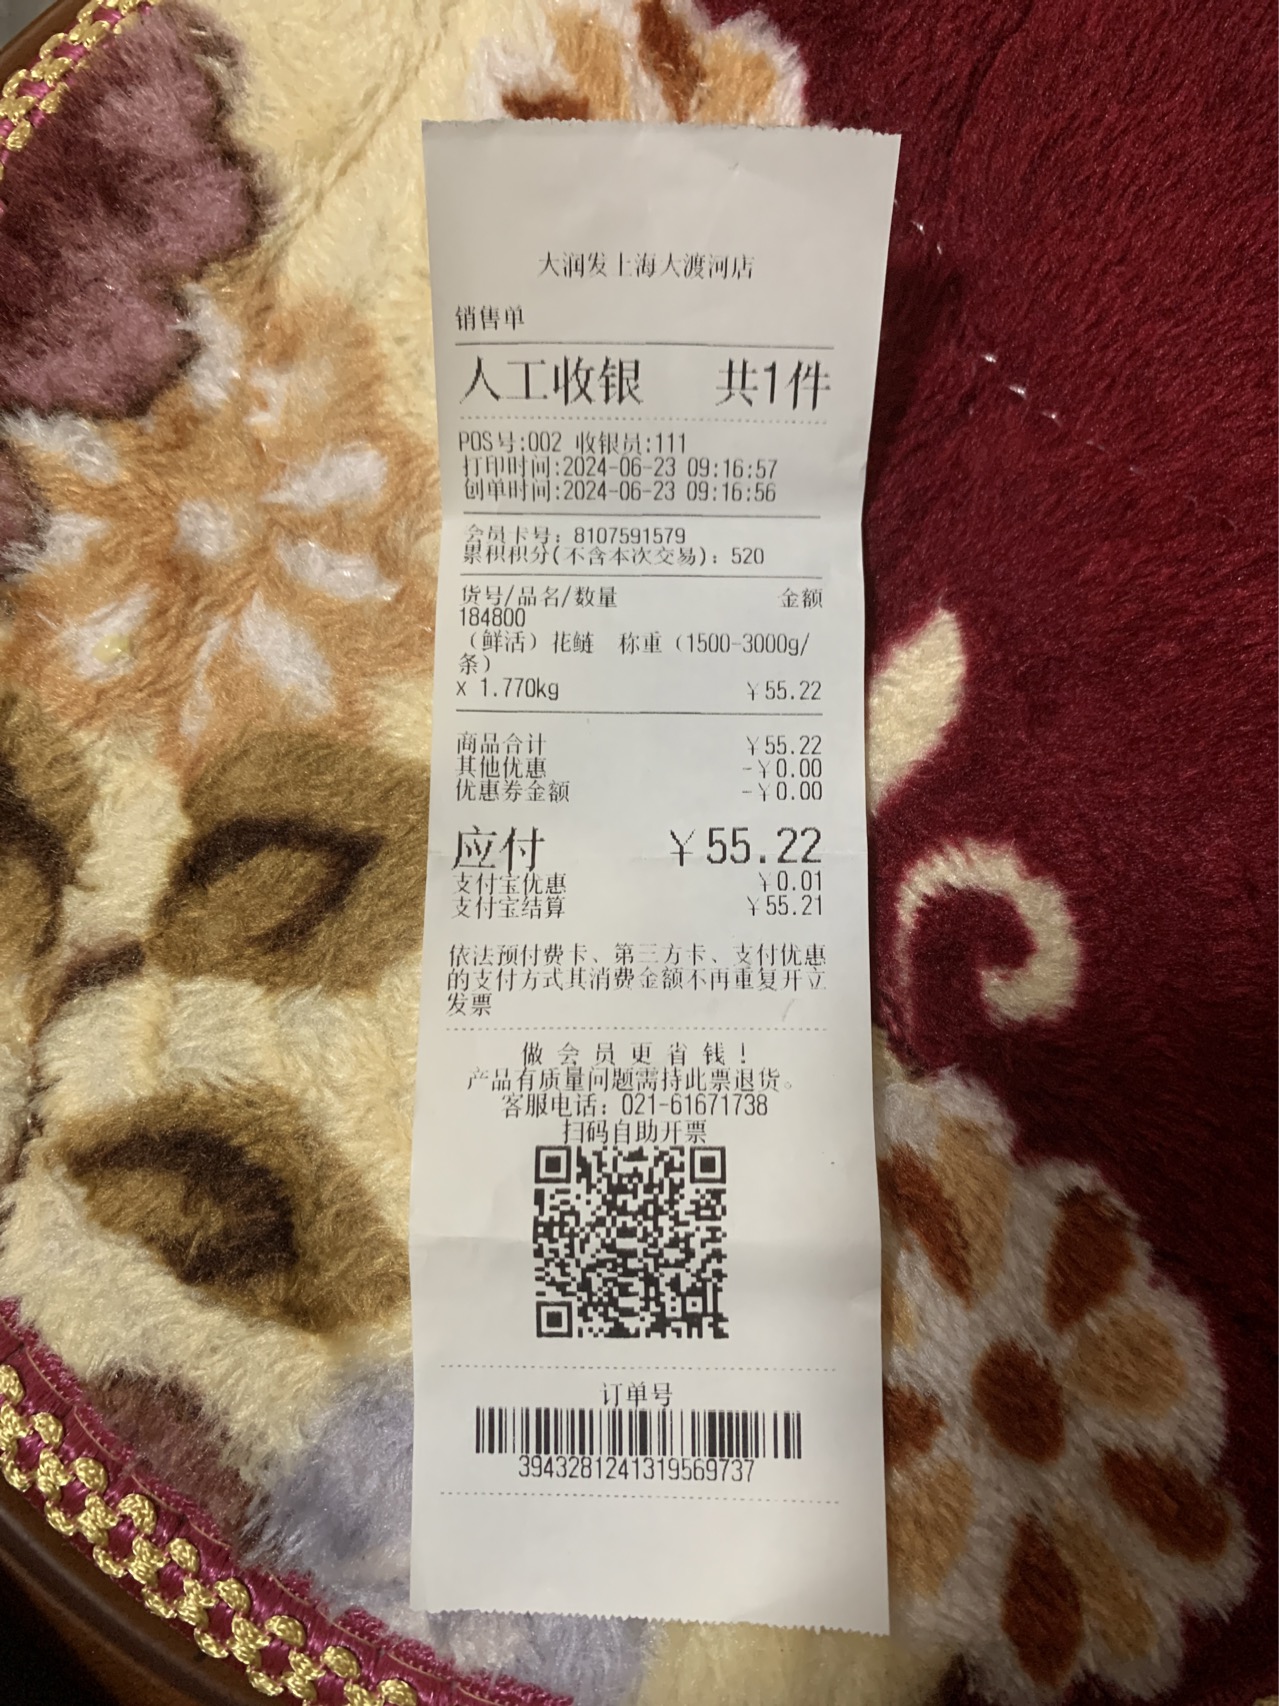 大润发上海大渡河店
销售单
人工收银 共1件
POS号:002 收银员:111
打印时间:2024-06-23 09:16:57
创单时间:2024-06-23 09:16:56
会员卡号: 8107591579
累积积分(不含本次交易): 520
货号/品名/数量 金额
184800
（鲜活）花鲢 称重（1500-3000g/
条）
x 1.770kg ￥55.22
商品合计 ￥55.22
其他优惠 -￥0.00
优惠券金额 -￥0.00
应付 ￥55.22
支付宝优惠 ￥0.01
支付宝结算 ￥55.21
依法预付费卡、第三方卡、支付优惠
的支付方式其消费金额不再重复开立
发票
做会员更省钱！
产品有质量问题需持此票退货。
客服电话: 021-61671738
扫码自助开票
订单号
3943281241319569737